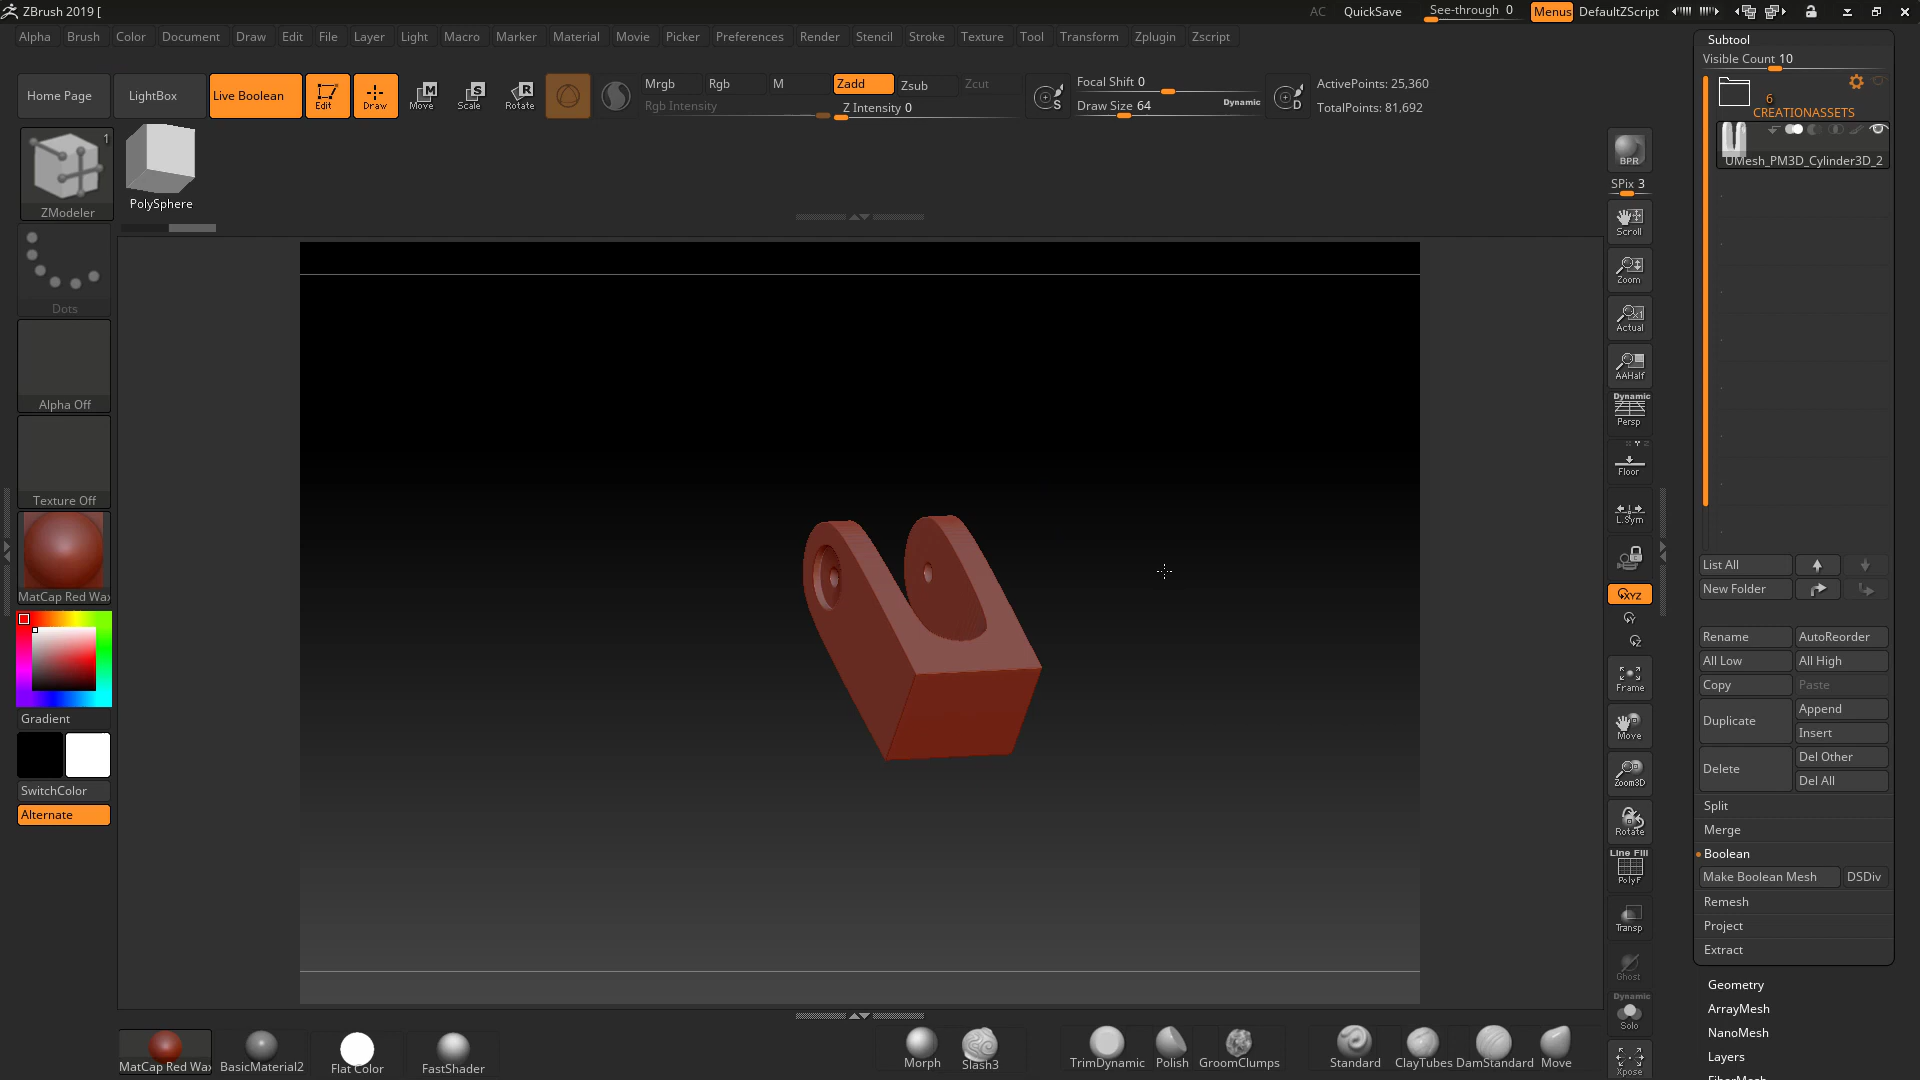 ZBrush 2019 [
AC QuickSave See-through 0 Menus DefaultZScript
Alpha Brush Color Document Draw Edit File Layer Light Macro Marker Material Movie Picker Preferences Render Stencil Stroke Texture Tool Transform Zplugin Zscript
Home Page LightBox Live Boolean Edit Draw Move Scale Rotate
Mrgb Rgb M Zadd Zsub Zcut
Rgb Intensity Z Intensity 0
S Focal Shift 0
Draw Size 64 Dynamic
D ActivePoints: 25,360
TotalPoints: 81,692
1
ZModeler
PolySphere
Dots
Alpha Off
Texture Off
MatCap Red Wax
Gradient
SwitchColor
Alternate
BPR
SPix 3
Scroll
Zoom
Actual
AAHalf
Dynamic
Persp
Floor
L.Sym
XYZ
Y
Z
Frame
Move
Zoom3D
Rotate
Line Fill
PolyF
Transp
Ghost
Dynamic
Solo
Xpose
Subtool
Visible Count 10
6
CREATIONASSETS
UMesh_PM3D_Cylinder3D_2
List All
New Folder
Rename AutoReorder
All Low All High
Copy Paste
Duplicate Append
Insert
Delete Del Other
Del All
Split
Merge
Boolean
Make Boolean Mesh DSDiv
Remesh
Project
Extract
Geometry
ArrayMesh
NanoMesh
Layers
FiberMesh
MatCap Red Wax BasicMaterial2 Flat Color FastShader Morph Slash3 TrimDynamic Polish GroomClumps Standard ClayTubes DamStandard Move